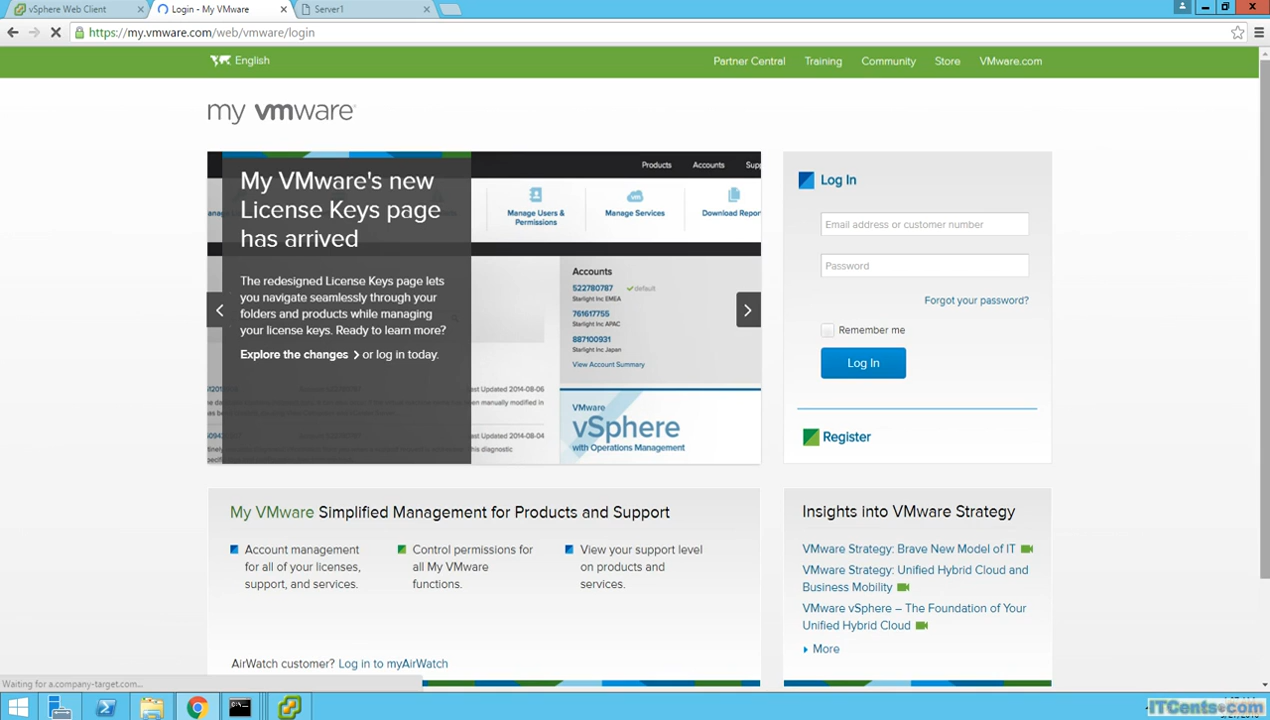 vSphere Web Client
Login - My VMware
Server1
https://my.vmware.com/web/vmware/login
English
Partner Central
Training
Community
Store
VMware.com
my vmware
My VMware's new
License Keys page
has arrived
The redesigned License Keys page lets
you navigate seamlessly through your
folders and products while managing
your license keys. Ready to learn more?
Explore the changes > or log in today.
Products
Accounts
Supp
Manage Users &
Permissions
Manage Services
Download Repor
Accounts
522780787 default
Starlight Inc EMEA
761617755
Starlight Inc APAC
887100931
Starlight Inc Japan
View Account Summary
Last Updated 2014-08-06
been manually modified in
Last Updated 2014-08-04
This diagnostic
VMware
vSphere
with Operations Management
Log In
Email address or customer number
Password
Forgot your password?
Remember me
Log In
Register
My VMware Simplified Management for Products and Support
Account management
for all of your licenses,
support, and services.
Control permissions for
all My VMware
functions.
View your support level
on products and
services.
AirWatch customer? Log in to myAirWatch
Insights into VMware Strategy
VMware Strategy: Brave New Model of IT
VMware Strategy: Unified Hybrid Cloud and
Business Mobility
VMware vSphere – The Foundation of Your
Unified Hybrid Cloud
More
Waiting for a.company-target.com...
ITCents.com